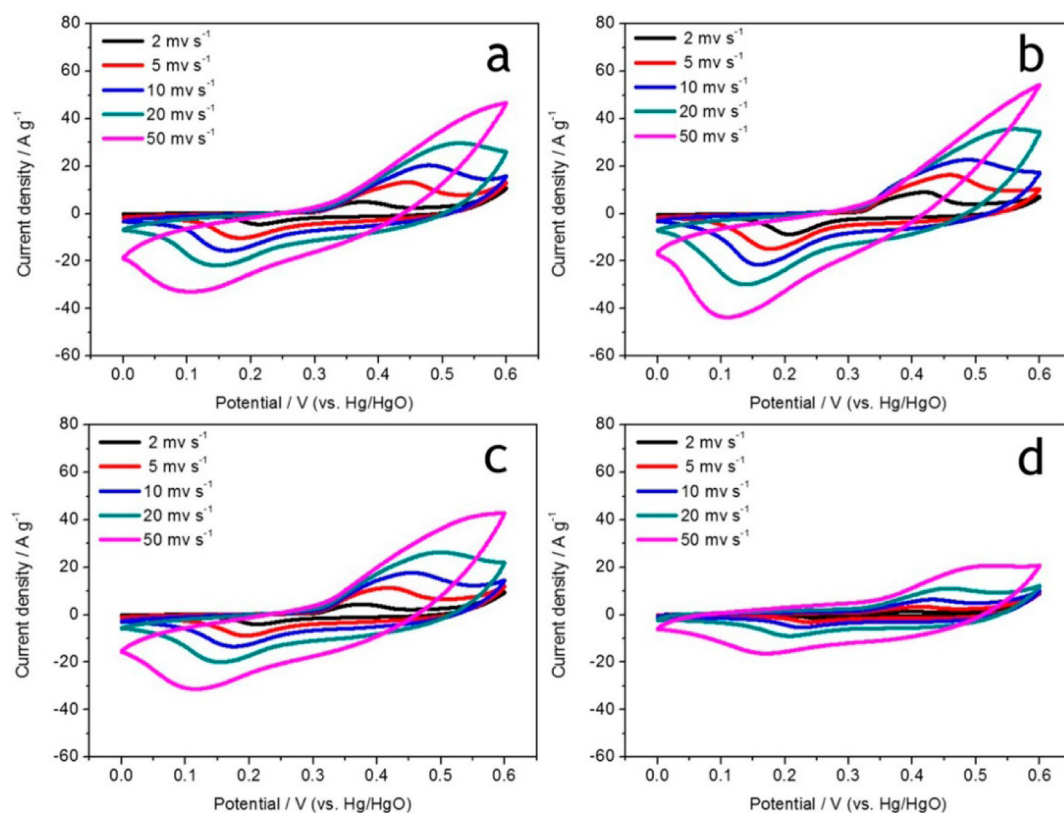 a
80
60
40
20
0
-20
-40
-60
Current density / A g⁻¹
2 mv s⁻¹
5 mv s⁻¹
10 mv s⁻¹
20 mv s⁻¹
50 mv s⁻¹
0.0 0.1 0.2 0.3 0.4 0.5 0.6
Potential / V (vs. Hg/HgO)
b
80
60
40
20
0
-20
-40
-60
Current density / A g⁻¹
2 mv s⁻¹
5 mv s⁻¹
10 mv s⁻¹
20 mv s⁻¹
50 mv s⁻¹
0.0 0.1 0.2 0.3 0.4 0.5 0.6
Potential / V (vs. Hg/HgO)
c
80
60
40
20
0
-20
-40
-60
Current density / A g⁻¹
2 mv s⁻¹
5 mv s⁻¹
10 mv s⁻¹
20 mv s⁻¹
50 mv s⁻¹
0.0 0.1 0.2 0.3 0.4 0.5 0.6
Potential / V (vs. Hg/HgO)
d
80
60
40
20
0
-20
-40
-60
Current density / A g⁻¹
2 mv s⁻¹
5 mv s⁻¹
10 mv s⁻¹
20 mv s⁻¹
50 mv s⁻¹
0.0 0.1 0.2 0.3 0.4 0.5 0.6
Potential / V (vs. Hg/HgO)